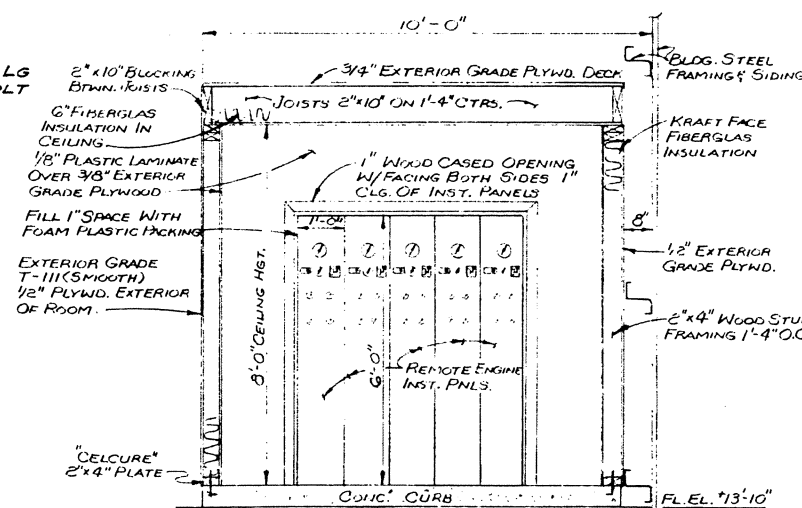 10'-0"
LG
OLT
2"x10" BLOCKING
BTWN. JOISTS
3/4" EXTERIOR GRADE PLYWD. DECK
BLDG. STEEL
FRAMING & SIDING
JOISTS 2"x10" ON 1'-4" CTRS.
6" FIBERGLAS
INSULATION IN
CEILING
KRAFT FACE
FIBERGLAS
INSULATION
1/8" PLASTIC LAMINATE
OVER 3/8" EXTERIOR
GRADE PLYWOOD
1" WOOD CASED OPENING
W/FACING BOTH SIDES 1"
CLG. OF INST. PANELS
FILL 1" SPACE WITH
FOAM PLASTIC PACKING
1'-0"
8"
EXTERIOR GRADE
T-111 (SMOOTH)
1/2" PLYWD. EXTERIOR
OF ROOM
1/2" EXTERIOR
GRADE PLYWD.
8'-0" CEILING HGT.
6'-0"
2"x4" WOOD STU
FRAMING 1'-4" O.C
REMOTE ENGINE
INST. PNLS.
"CELCURE"
2"x4" PLATE
CONC. CURB
FL. EL. +13'-10"